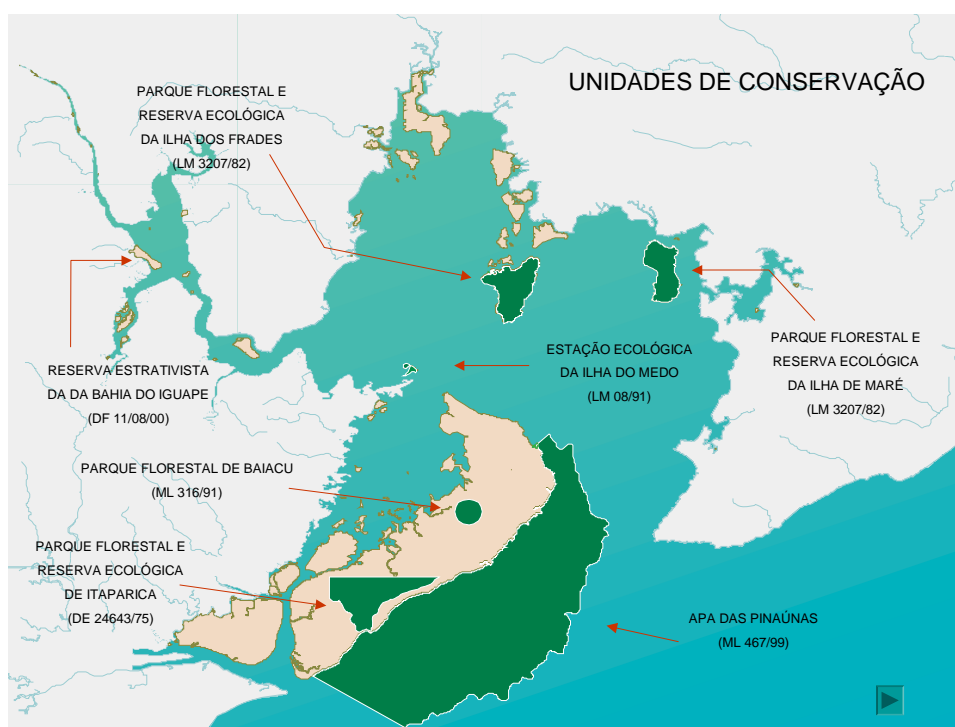 UNIDADES DE CONSERVAÇÃO
PARQUE FLORESTAL E
RESERVA ECOLÓGICA
DA ILHA DOS FRADES
(LM 3207/82)
RESERVA ESTRATIVISTA
DA DA BAHIA DO IGUAPE
(DF 11/08/00)
ESTAÇÃO ECOLÓGICA
DA ILHA DO MEDO
(LM 08/91)
PARQUE FLORESTAL E
RESERVA ECOLÓGICA
DA ILHA DE MARÉ
(LM 3207/82)
PARQUE FLORESTAL DE BAIACU
(ML 316/91)
PARQUE FLORESTAL E
RESERVA ECOLÓGICA
DE ITAPARICA
(DE 24643/75)
APA DAS PINAÚNAS
(ML 467/99)